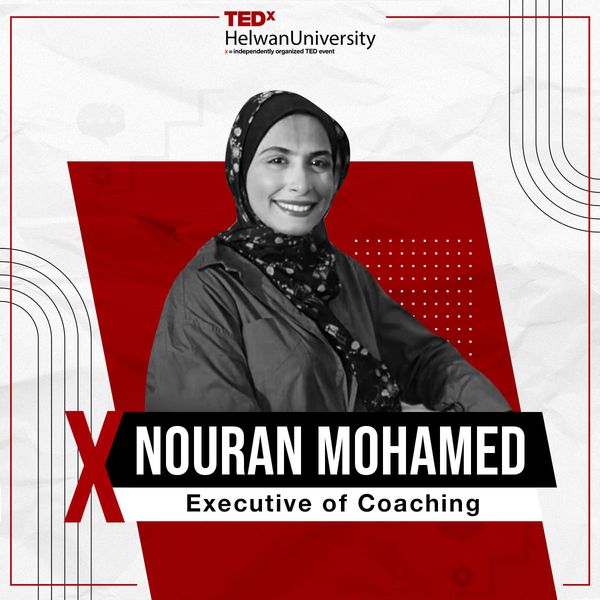 TEDx
HelwanUniversity
x = independently organized TED event
X
NOURAN MOHAMED
Executive of Coaching